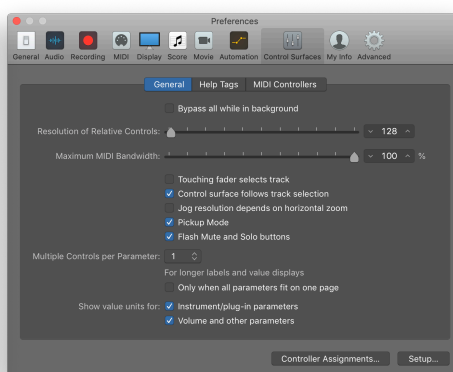 Preferences
General Audio Recording MIDI Display Score Movie Automation Control Surfaces My Info Advanced
General Help Tags MIDI Controllers
Bypass all while in background
Resolution of Relative Controls: 128
Maximum MIDI Bandwidth: 100 %
Touching fader selects track
Control surface follows track selection
Jog resolution depends on horizontal zoom
Pickup Mode
Flash Mute and Solo buttons
Multiple Controls per Parameter: 1
For longer labels and value displays
Only when all parameters fit on one page
Show value units for: Instrument/plug-in parameters
Volume and other parameters
Controller Assignments... Setup...